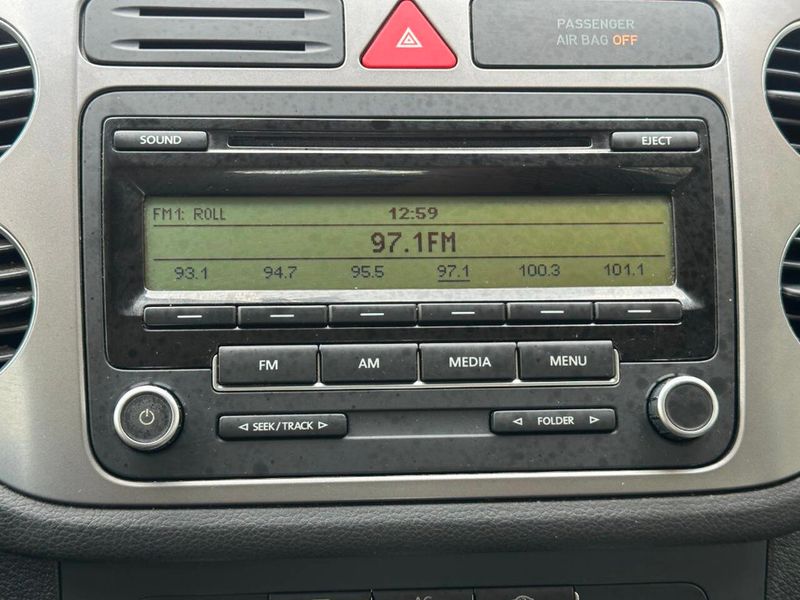 PASSENGER
AIR BAG OFF
SOUND
EJECT
FM1: ROLL 12:59
97.1FM
93.1 94.7 95.5 97.1 100.3 101.1
FM AM MEDIA MENU
SEEK/TRACK FOLDER